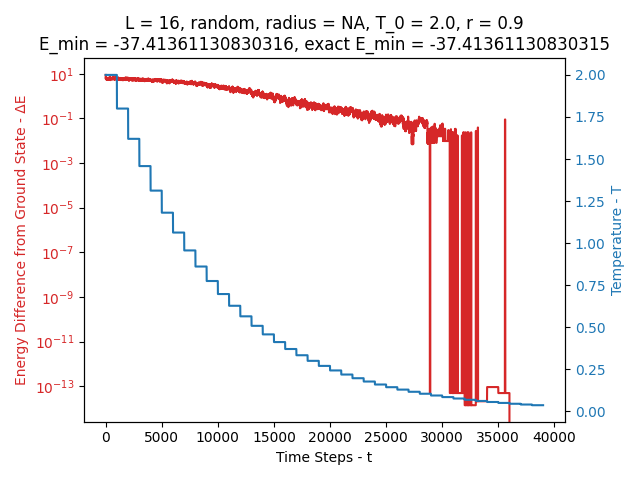 L = 16, random, radius = NA, T_0 = 2.0, r = 0.9
E_min = -37.41361130830316, exact E_min = -37.41361130830315
Energy Difference from Ground State - ΔE
10¹
10⁻¹
10⁻³
10⁻⁵
10⁻⁷
10⁻⁹
10⁻¹¹
10⁻¹³
2.00
1.75
1.50
1.25
1.00
0.75
0.50
0.25
0.00
Temperature - T
0 5000 10000 15000 20000 25000 30000 35000 40000
Time Steps - t